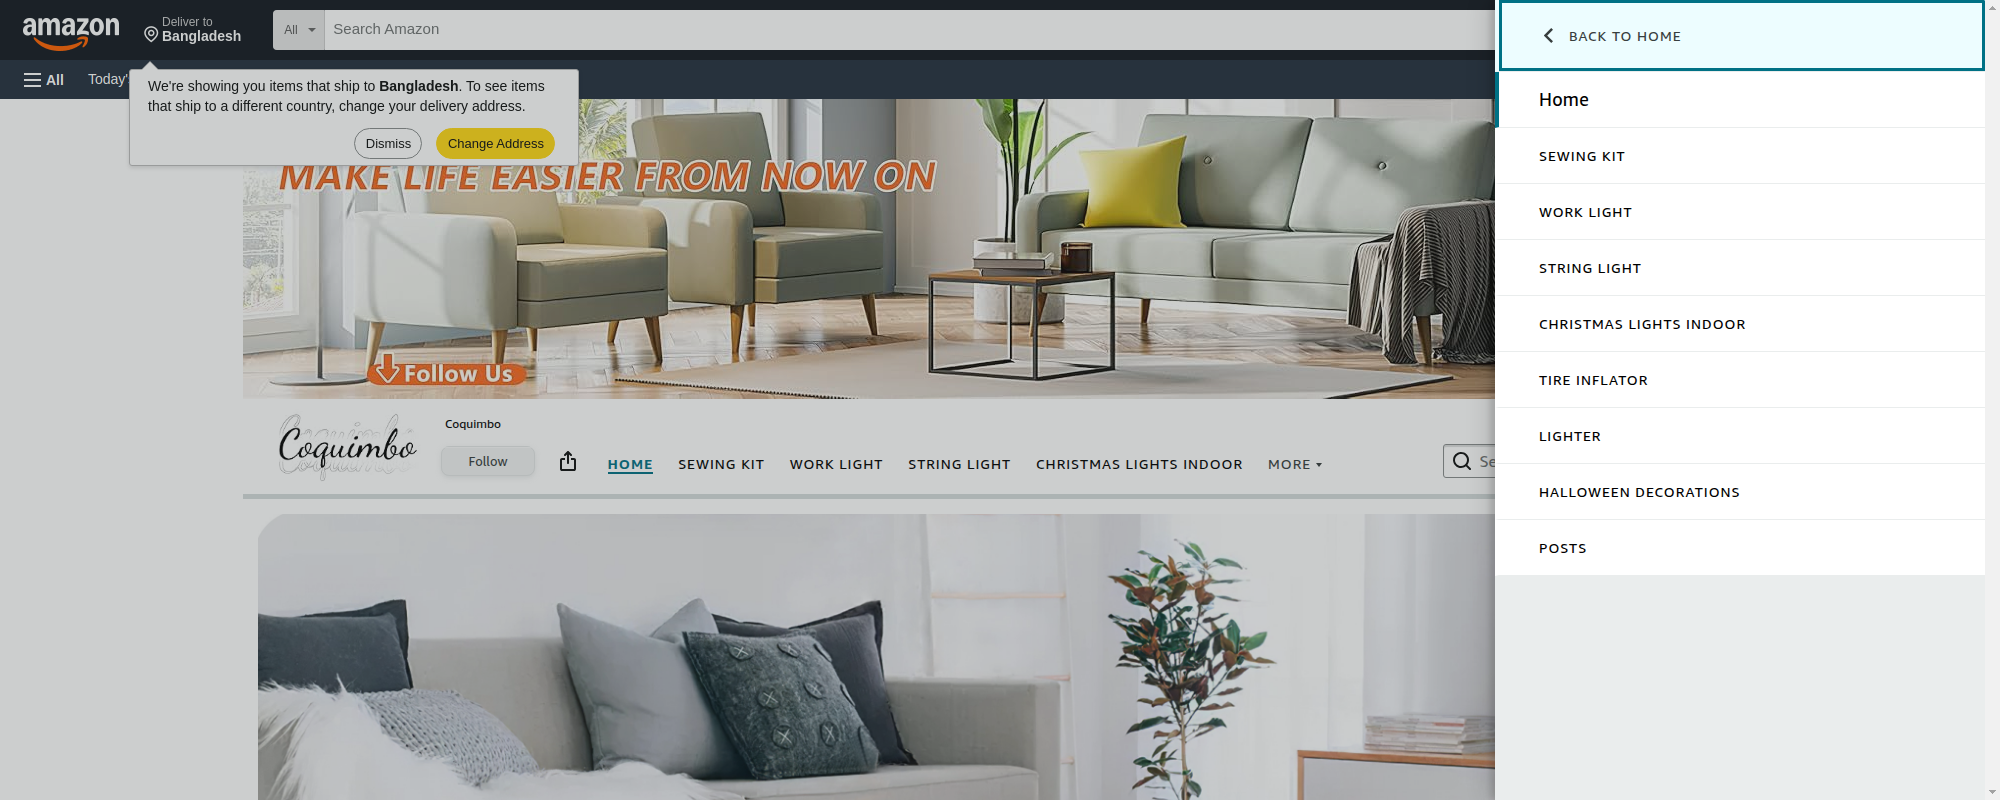 amazon
Deliver to
Bangladesh
All
Search Amazon
All
Today'
We're showing you items that ship to Bangladesh. To see items
that ship to a different country, change your delivery address.
Dismiss
Change Address
MAKE LIFE EASIER FROM NOW ON
Follow Us
Coquimbo
Coquimbo
Follow
HOME
SEWING KIT
WORK LIGHT
STRING LIGHT
CHRISTMAS LIGHTS INDOOR
MORE
Se
BACK TO HOME
Home
SEWING KIT
WORK LIGHT
STRING LIGHT
CHRISTMAS LIGHTS INDOOR
TIRE INFLATOR
LIGHTER
HALLOWEEN DECORATIONS
POSTS